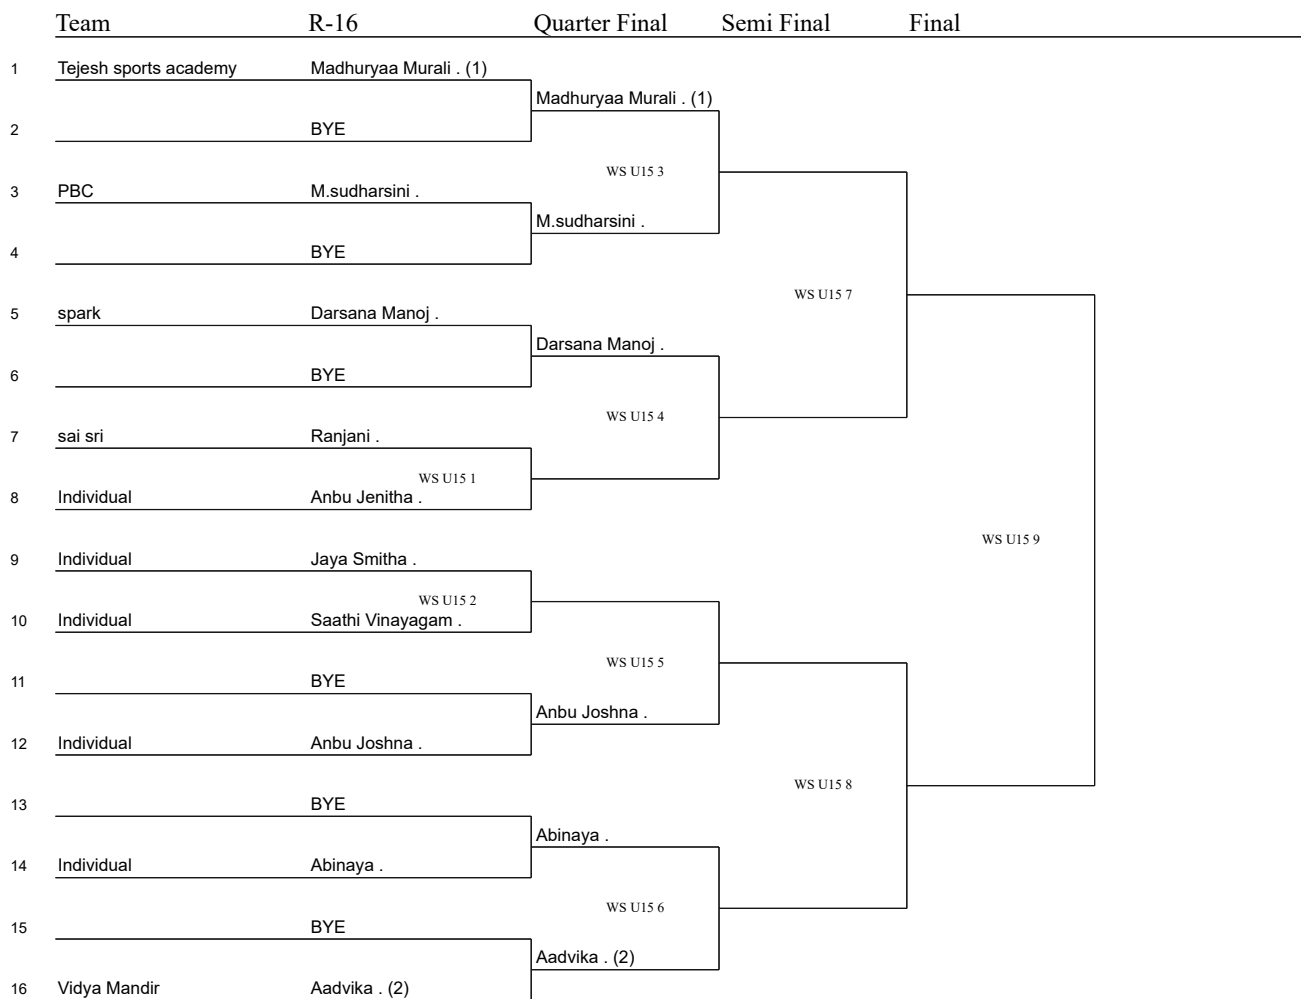 Team R-16 Quarter Final Semi Final Final
1 Tejesh sports academy Madhuryaa Murali . (1)
Madhuryaa Murali . (1)
2 BYE
WS U15 3
3 PBC M.sudharsini .
M.sudharsini .
4 BYE
WS U15 7
5 spark Darsana Manoj .
Darsana Manoj .
6 BYE
WS U15 4
7 sai sri Ranjani .
WS U15 1
8 Individual Anbu Jenitha .
WS U15 9
9 Individual Jaya Smitha .
WS U15 2
10 Individual Saathi Vinayagam .
WS U15 5
11 BYE
Anbu Joshna .
12 Individual Anbu Joshna .
WS U15 8
13 BYE
Abinaya .
14 Individual Abinaya .
WS U15 6
15 BYE
Aadvika . (2)
16 Vidya Mandir Aadvika . (2)